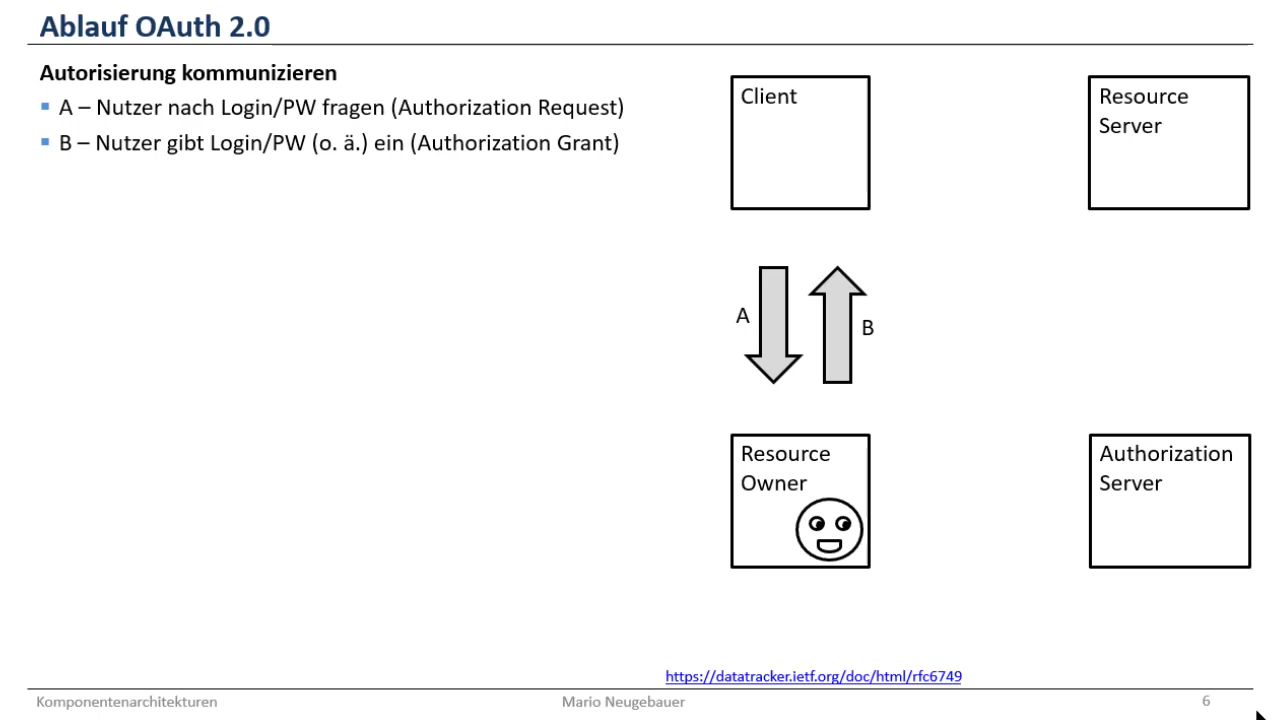 Ablauf OAuth 2.0
Autorisierung kommunizieren
A – Nutzer nach Login/PW fragen (Authorization Request)
B – Nutzer gibt Login/PW (o. ä.) ein (Authorization Grant)
Client
Resource
Server
A
B
Resource
Owner
Authorization
Server
https://datatracker.ietf.org/doc/html/rfc6749
Komponentenarchitekturen
Mario Neugebauer
6